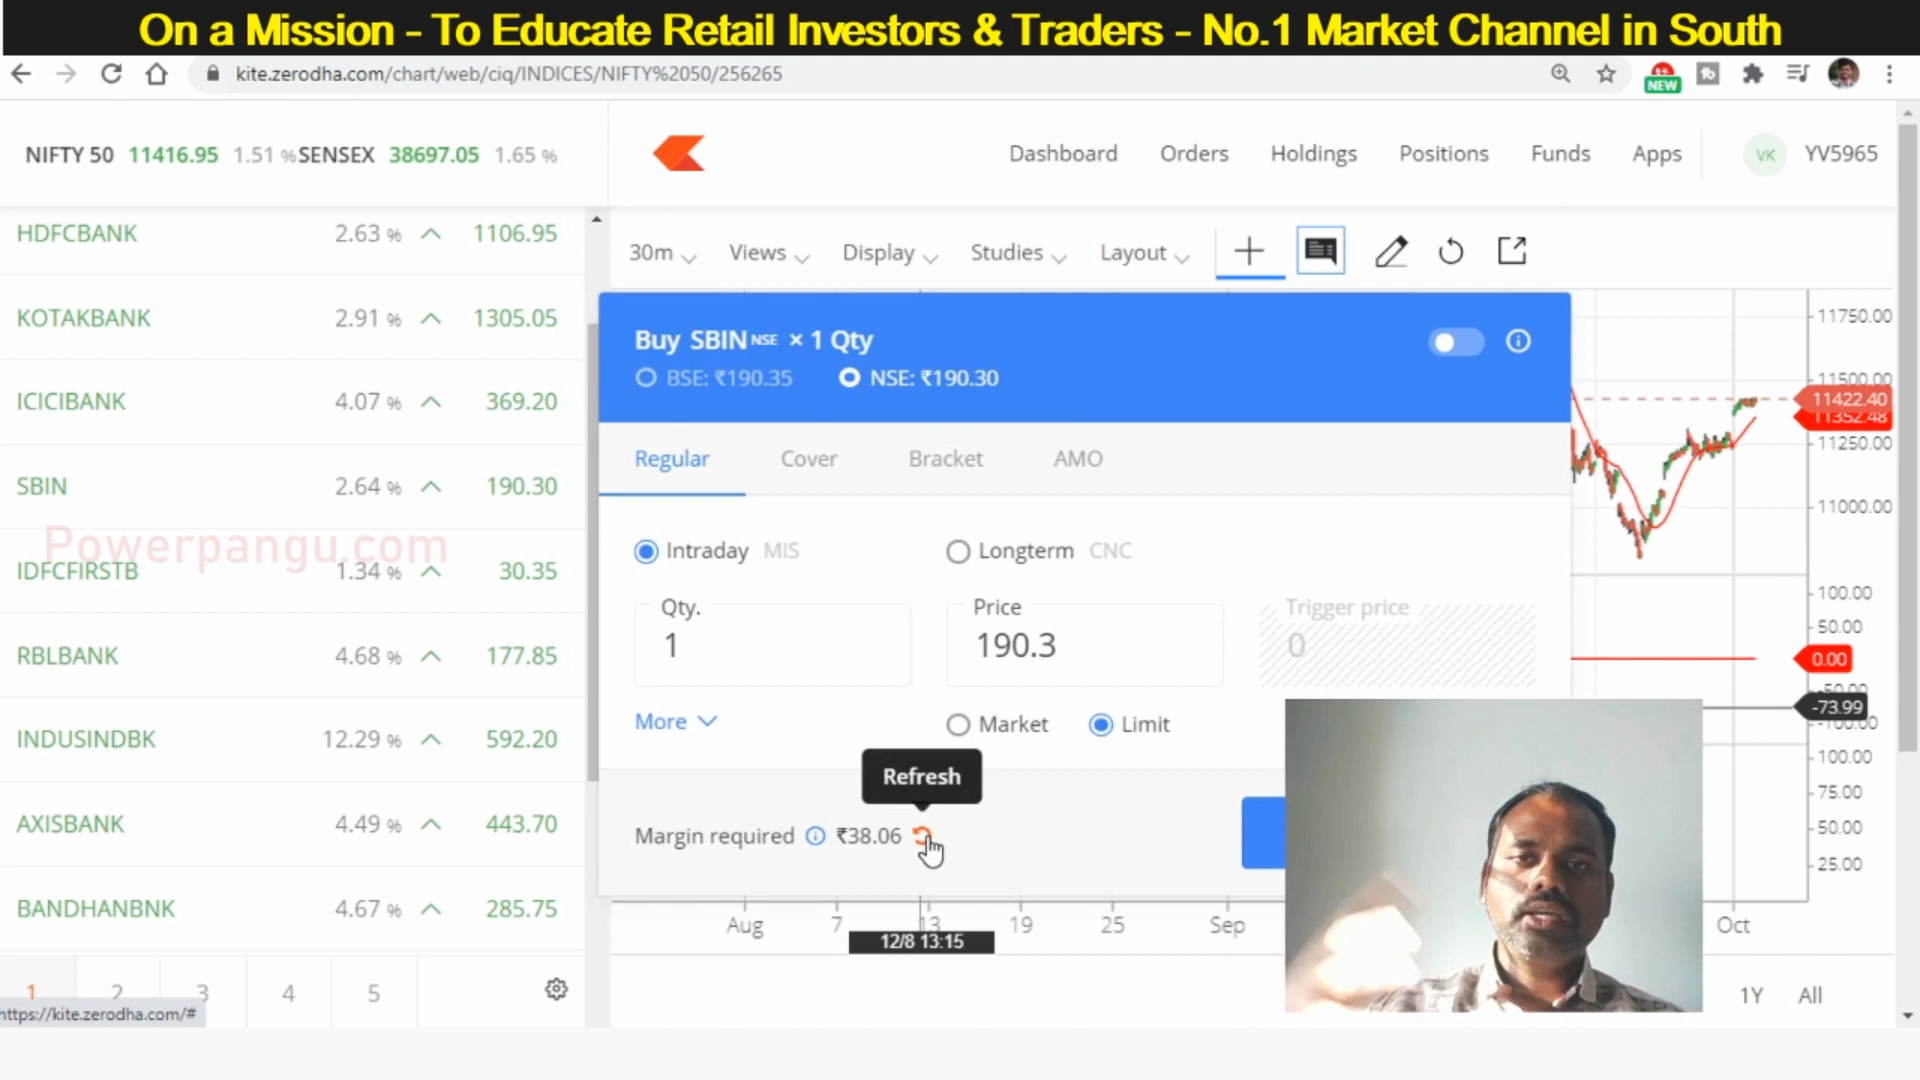 On a Mission - To Educate Retail Investors & Traders - No.1 Market Channel in South
kite.zerodha.com/chart/web/ciq/INDICES/NIFTY%2050/256265
NEW
NIFTY 50 11416.95 1.51 % SENSEX 38697.05 1.65 %
Dashboard Orders Holdings Positions Funds Apps VK YV5965
HDFCBANK 2.63 % 1106.95
KOTAKBANK 2.91 % 1305.05
ICICIBANK 4.07 % 369.20
SBIN 2.64 % 190.30
Powerpangu.com
IDFCFIRSTB 1.34 % 30.35
RBLBANK 4.68 % 177.85
INDUSINDBK 12.29 % 592.20
AXISBANK 4.49 % 443.70
BANDHANBNK 4.67 % 285.75
1 2 3 4 5
https://kite.zerodha.com/#
30m Views Display Studies Layout
Buy SBIN NSE × 1 Qty
BSE: ₹190.35 NSE: ₹190.30
Regular Cover Bracket AMO
Intraday MIS Longterm CNC
Qty. Price Trigger price
1 190.3 0
More Market Limit
Refresh
Margin required ₹38.06
11750.00
11500.00
11422.40
11352.48
11250.00
11000.00
100.00
50.00
0.00
-50.00
-73.99
-100.00
100.00
75.00
50.00
25.00
Aug 7 13 19 25 Sep Oct
12/8 13:15
1Y All